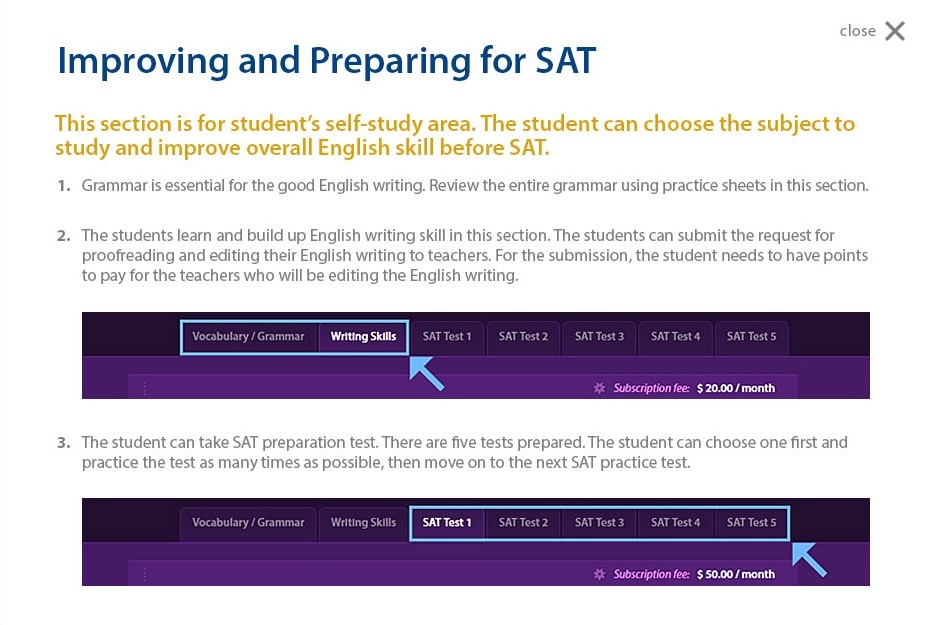 close
Improving and Preparing for SAT
This section is for student's self-study area. The student can choose the subject to
study and improve overall English skill before SAT.
1. Grammar is essential for the good English writing. Review the entire grammar using practice sheets in this section.
2. The students learn and build up English writing skill in this section. The students can submit the request for
proofreading and editing their English writing to teachers. For the submission, the student needs to have points
to pay for the teachers who will be editing the English writing.
Vocabulary / Grammar Writing Skills SAT Test 1 SAT Test 2 SAT Test 3 SAT Test 4 SAT Test 5
Subscription fee: $ 20.00 / month
3. The student can take SAT preparation test. There are five tests prepared. The student can choose one first and
practice the test as many times as possible, then move on to the next SAT practice test.
Vocabulary / Grammar Writing Skills SAT Test 1 SAT Test 2 SAT Test 3 SAT Test 4 SAT Test 5
Subscription fee: $ 50.00 / month